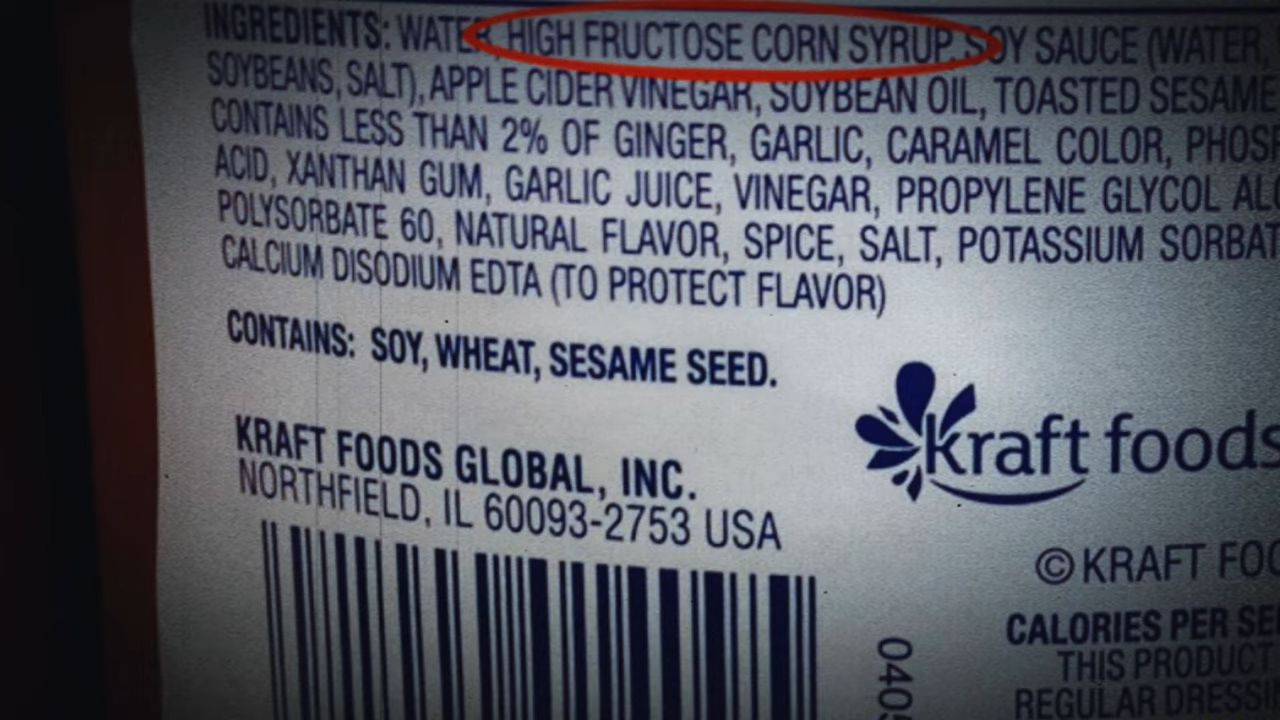 INGREDIENTS: WATER, HIGH FRUCTOSE CORN SYRUP, SOY SAUCE (WATER,
SOYBEANS, SALT), APPLE CIDER VINEGAR, SOYBEAN OIL, TOASTED SESAME
CONTAINS LESS THAN 2% OF GINGER, GARLIC, CARAMEL COLOR,
ACID, XANTHAN GUM, GARLIC JUICE, VINEGAR, PROPYLENE GLYCOL
POLYSORBATE 60, NATURAL FLAVOR, SPICE, SALT, POTASSIUM
CALCIUM DISODIUM EDTA (TO PROTECT FLAVOR)
CONTAINS: SOY, WHEAT, SESAME SEED.
kraft foods
KRAFT FOODS GLOBAL, INC.
NORTHFIELD, IL 60093-2753 USA
© KRAFT
CALORIES PER
THIS PRODUCT
REGULAR